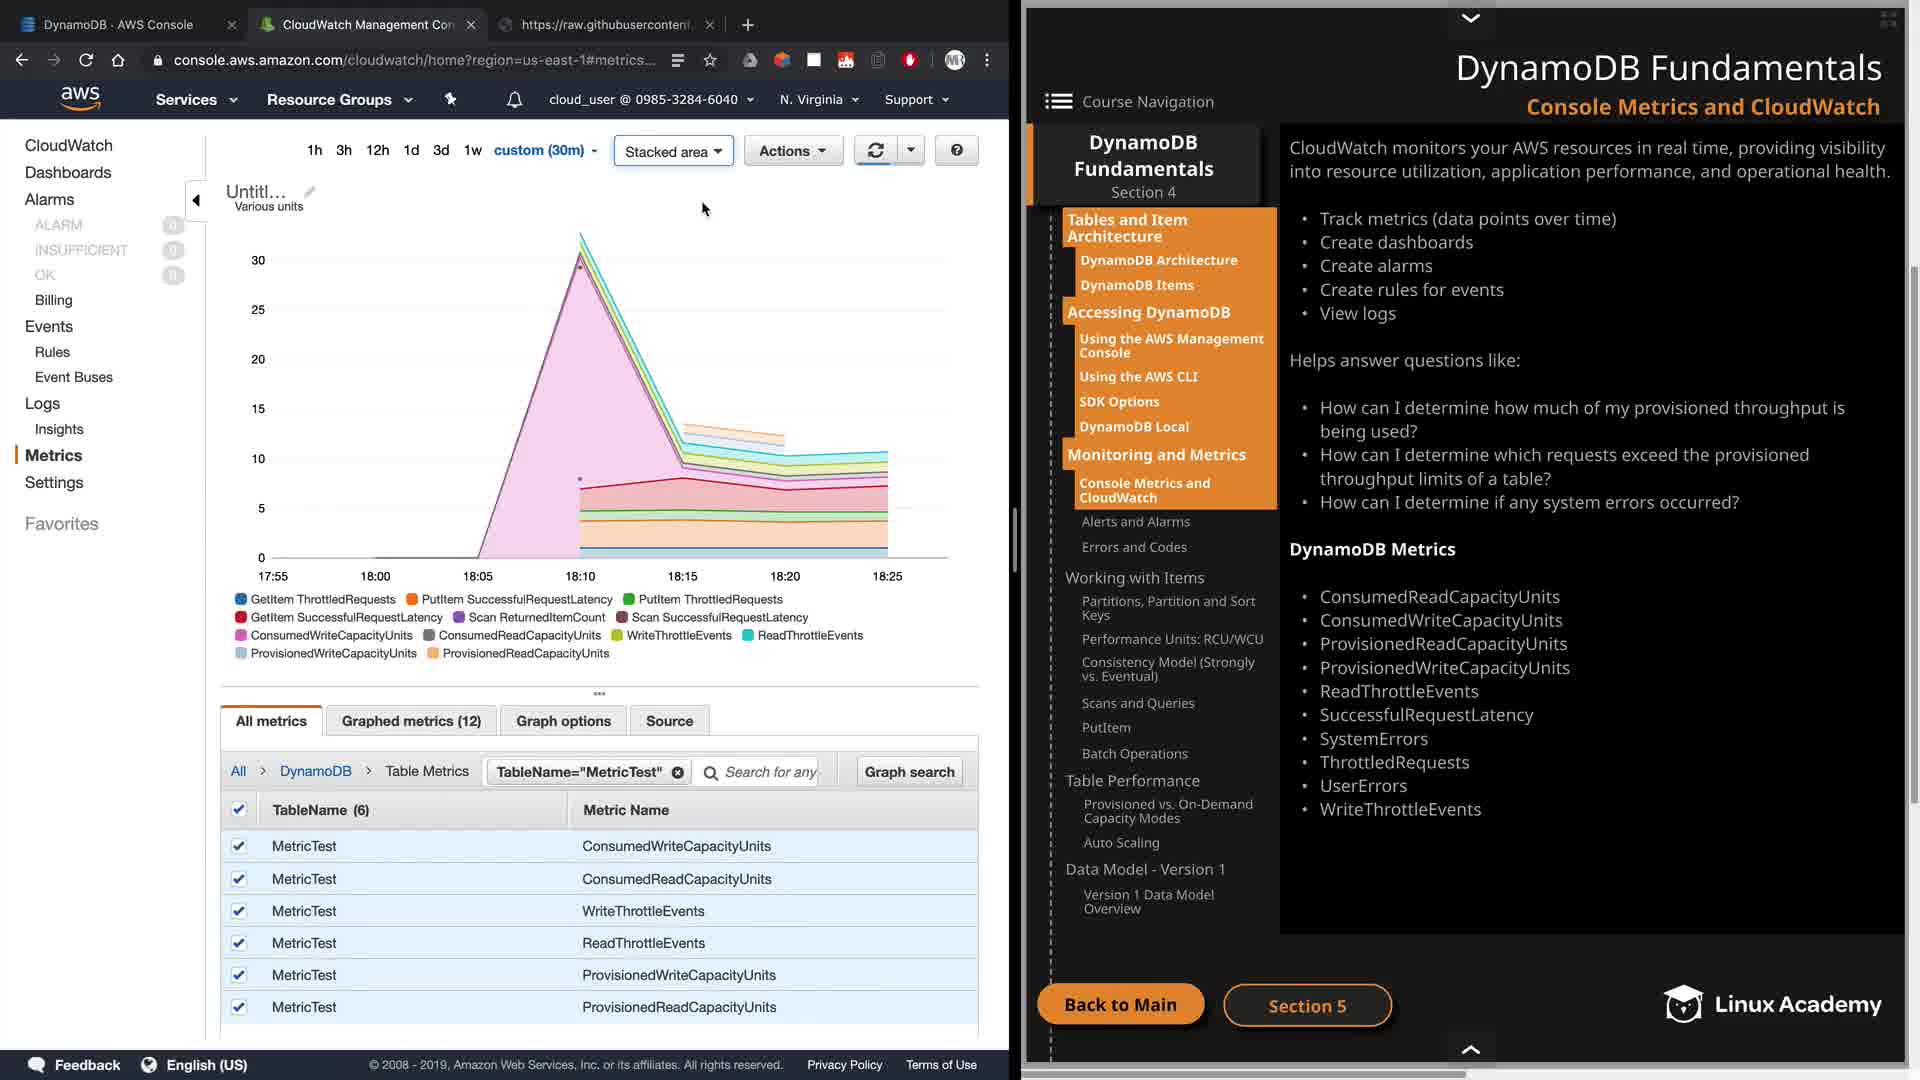 DynamoDB · AWS Console
CloudWatch Management Con
https://raw.githubusercontent.
console.aws.amazon.com/cloudwatch/home?region=us-east-1#metrics...
aws
Services
Resource Groups
cloud_user @ 0985-3284-6040
N. Virginia
Support
CloudWatch
Dashboards
Alarms
ALARM 0
INSUFFICIENT 0
OK 0
Billing
Events
Rules
Event Buses
Logs
Insights
Metrics
Settings
Favorites
1h 3h 12h 1d 3d 1w custom (30m)
Stacked area
Actions
Untitl...
Various units
30
25
20
15
10
5
0
17:55 18:00 18:05 18:10 18:15 18:20 18:25
GetItem ThrottledRequests PutItem SuccessfulRequestLatency PutItem ThrottledRequests
GetItem SuccessfulRequestLatency Scan ReturnedItemCount Scan SuccessfulRequestLatency
ConsumedWriteCapacityUnits ConsumedReadCapacityUnits WriteThrottleEvents ReadThrottleEvents
ProvisionedWriteCapacityUnits ProvisionedReadCapacityUnits
All metrics
Graphed metrics (12)
Graph options
Source
All > DynamoDB > Table Metrics
TableName="MetricTest"
Search for any
Graph search
TableName (6) Metric Name
MetricTest ConsumedWriteCapacityUnits
MetricTest ConsumedReadCapacityUnits
MetricTest WriteThrottleEvents
MetricTest ReadThrottleEvents
MetricTest ProvisionedWriteCapacityUnits
MetricTest ProvisionedReadCapacityUnits
Feedback
English (US)
© 2008 - 2019, Amazon Web Services, Inc. or its affiliates. All rights reserved.
Privacy Policy
Terms of Use
DynamoDB Fundamentals
Console Metrics and CloudWatch
Course Navigation
DynamoDB
Fundamentals
Section 4
Tables and Item
Architecture
DynamoDB Architecture
DynamoDB Items
Accessing DynamoDB
Using the AWS Management
Console
Using the AWS CLI
SDK Options
DynamoDB Local
Monitoring and Metrics
Console Metrics and
CloudWatch
Alerts and Alarms
Errors and Codes
Working with Items
Partitions, Partition and Sort
Keys
Performance Units: RCU/WCU
Consistency Model (Strongly
vs. Eventual)
Scans and Queries
PutItem
Batch Operations
Table Performance
Provisioned vs. On-Demand
Capacity Modes
Auto Scaling
Data Model - Version 1
Version 1 Data Model
Overview
CloudWatch monitors your AWS resources in real time, providing visibility
into resource utilization, application performance, and operational health.
• Track metrics (data points over time)
• Create dashboards
• Create alarms
• Create rules for events
• View logs
Helps answer questions like:
• How can I determine how much of my provisioned throughput is
being used?
• How can I determine which requests exceed the provisioned
throughput limits of a table?
• How can I determine if any system errors occurred?
DynamoDB Metrics
• ConsumedReadCapacityUnits
• ConsumedWriteCapacityUnits
• ProvisionedReadCapacityUnits
• ProvisionedWriteCapacityUnits
• ReadThrottleEvents
• SuccessfulRequestLatency
• SystemErrors
• ThrottledRequests
• UserErrors
• WriteThrottleEvents
Back to Main
Section 5
Linux Academy